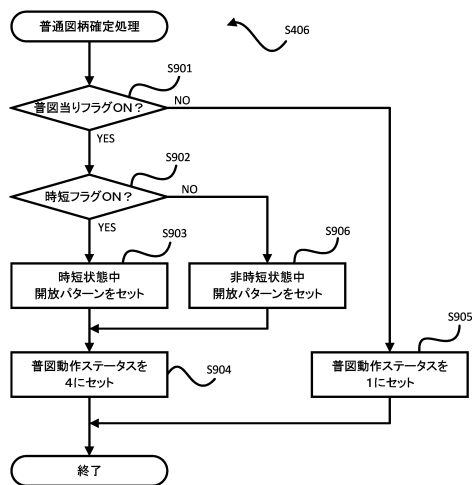 普通図柄確定処理
S406
S901
普図当りフラグON?
NO
YES
S902
時短フラグON?
NO
YES
S903
S906
時短状態中
開放パターンをセット
非時短状態中
開放パターンをセット
S905
普図動作ステータスを
4にセット
S904
普図動作ステータスを
1にセット
終了